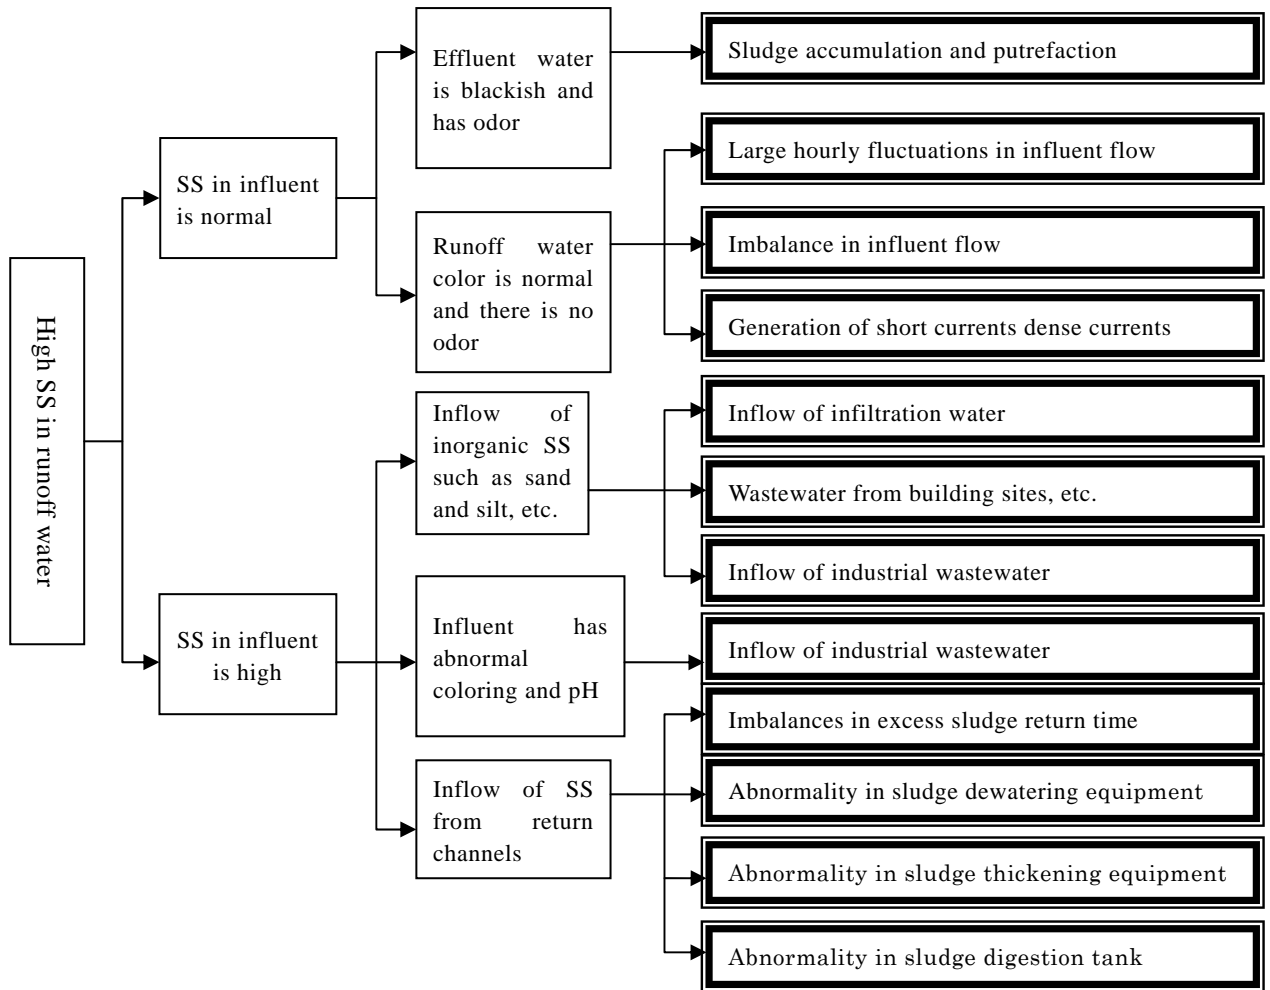 High SS in runoff water
SS in influent
is normal
Effluent water
is blackish and
has odor
Sludge accumulation and putrefaction
Runoff water
color is normal
and there is no
odor
Large hourly fluctuations in influent flow
Imbalance in influent flow
Generation of short currents dense currents
SS in influent
is high
Inflow of
inorganic SS
such as sand
and silt, etc.
Inflow of infiltration water
Wastewater from building sites, etc.
Inflow of industrial wastewater
Influent has
abnormal
coloring and pH
Inflow of industrial wastewater
Inflow of SS
from return
channels
Imbalances in excess sludge return time
Abnormality in sludge dewatering equipment
Abnormality in sludge thickening equipment
Abnormality in sludge digestion tank